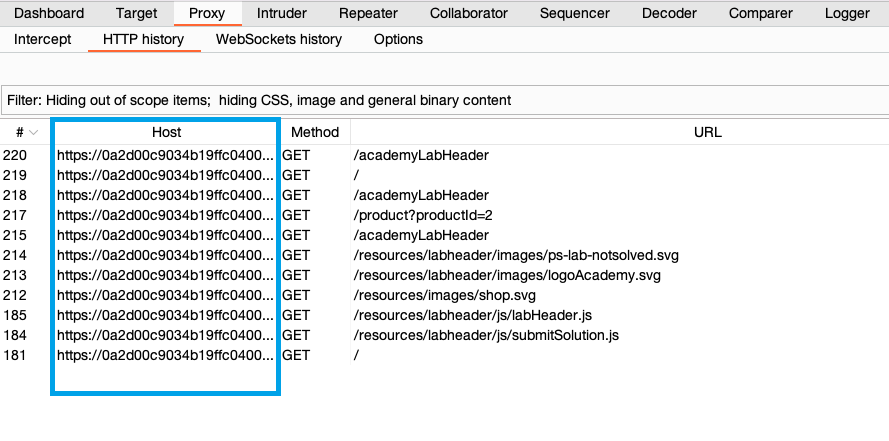 Dashboard Target Proxy Intruder Repeater Collaborator Sequencer Decoder Comparer Logger
Intercept HTTP history WebSockets history Options
Filter: Hiding out of scope items; hiding CSS, image and general binary content
# Host Method URL
220 https://0a2d00c9034b19ffc0400... GET /academyLabHeader
219 https://0a2d00c9034b19ffc0400... GET /
218 https://0a2d00c9034b19ffc0400... GET /academyLabHeader
217 https://0a2d00c9034b19ffc0400... GET /product?productId=2
215 https://0a2d00c9034b19ffc0400... GET /academyLabHeader
214 https://0a2d00c9034b19ffc0400... GET /resources/labheader/images/ps-lab-notsolved.svg
213 https://0a2d00c9034b19ffc0400... GET /resources/labheader/images/logoAcademy.svg
212 https://0a2d00c9034b19ffc0400... GET /resources/images/shop.svg
185 https://0a2d00c9034b19ffc0400... GET /resources/labheader/js/labHeader.js
184 https://0a2d00c9034b19ffc0400... GET /resources/labheader/js/submitSolution.js
181 https://0a2d00c9034b19ffc0400... GET /